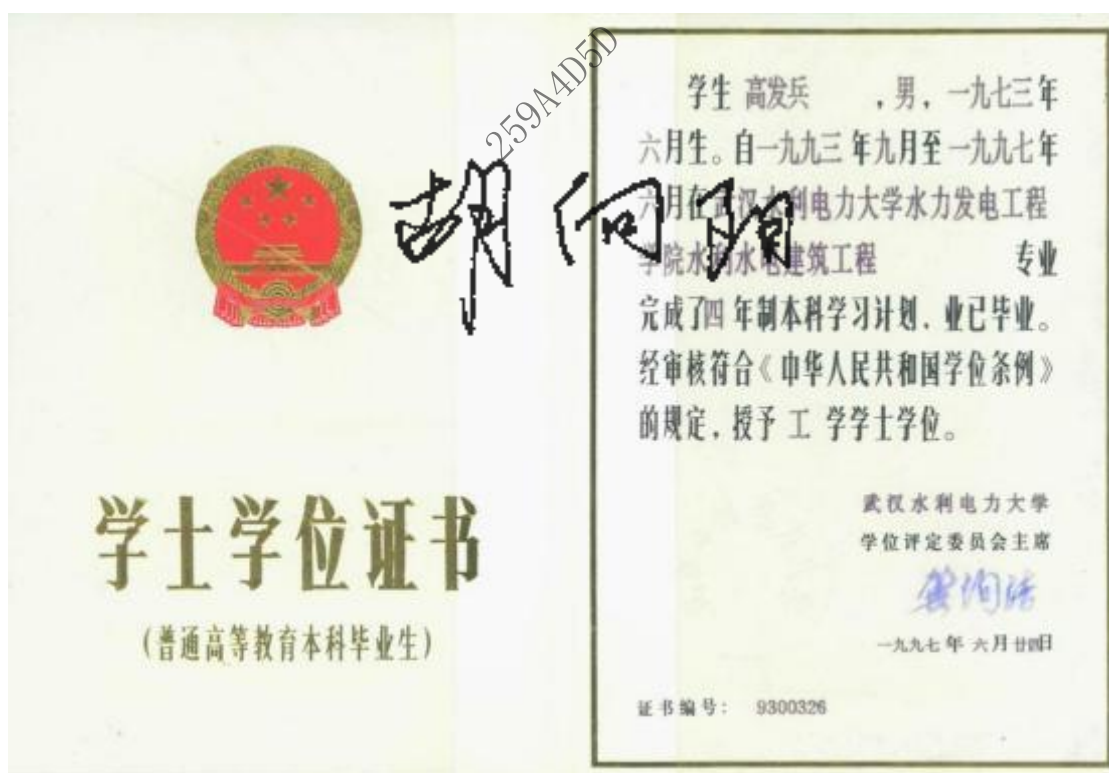 259A4D5D
胡向阳
学士学位证书
(普通高等教育本科毕业生)
学生 高发兵 ,男,一九七三年
六月生。自一九九三年九月至一九九七年
六月在武汉水利电力大学水力发电工程
学院水利水电建筑工程 专业
完成了四年制本科学习计划,业已毕业。
经审核符合《中华人民共和国学位条例》
的规定,授予 工 学学士学位。
武汉水利电力大学
学位评定委员会主席
一九九七年 六月廿四日
证书编号: 9300326